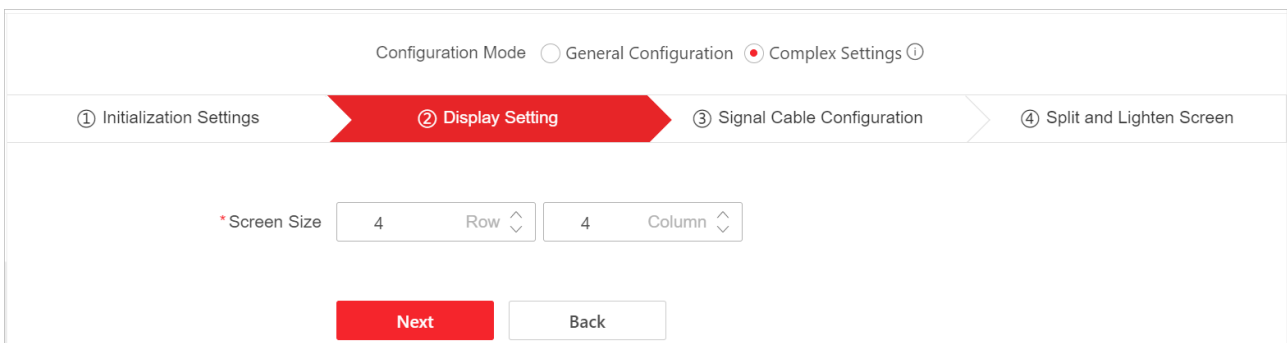 Configuration Mode General Configuration Complex Settings ⓘ
① Initialization Settings ② Display Setting ③ Signal Cable Configuration ④ Split and Lighten Screen
* Screen Size 4 Row 4 Column
Next Back